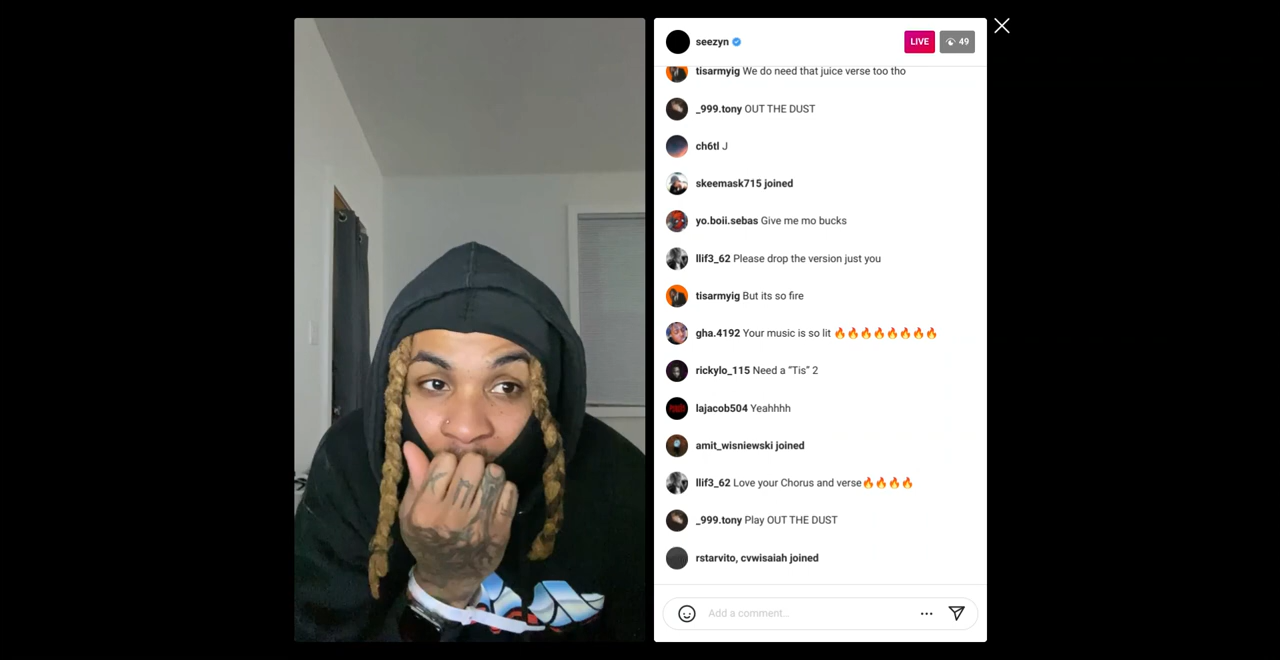 seezyn
LIVE
49
tisarmyig We do need that juice verse too tho
_999.tony OUT THE DUST
ch6tl J
skeemask715 joined
yo.boii.sebas Give me mo bucks
llif3_62 Please drop the version just you
tisarmyig But its so fire
gha.4192 Your music is so lit 🔥🔥🔥🔥🔥🔥🔥🔥
rickylo_115 Need a “Tis” 2
lajacob504 Yeahhhh
amit_wisniewski joined
llif3_62 Love your Chorus and verse🔥🔥🔥🔥
_999.tony Play OUT THE DUST
rstarvito, cvwisaiah joined
Add a comment...